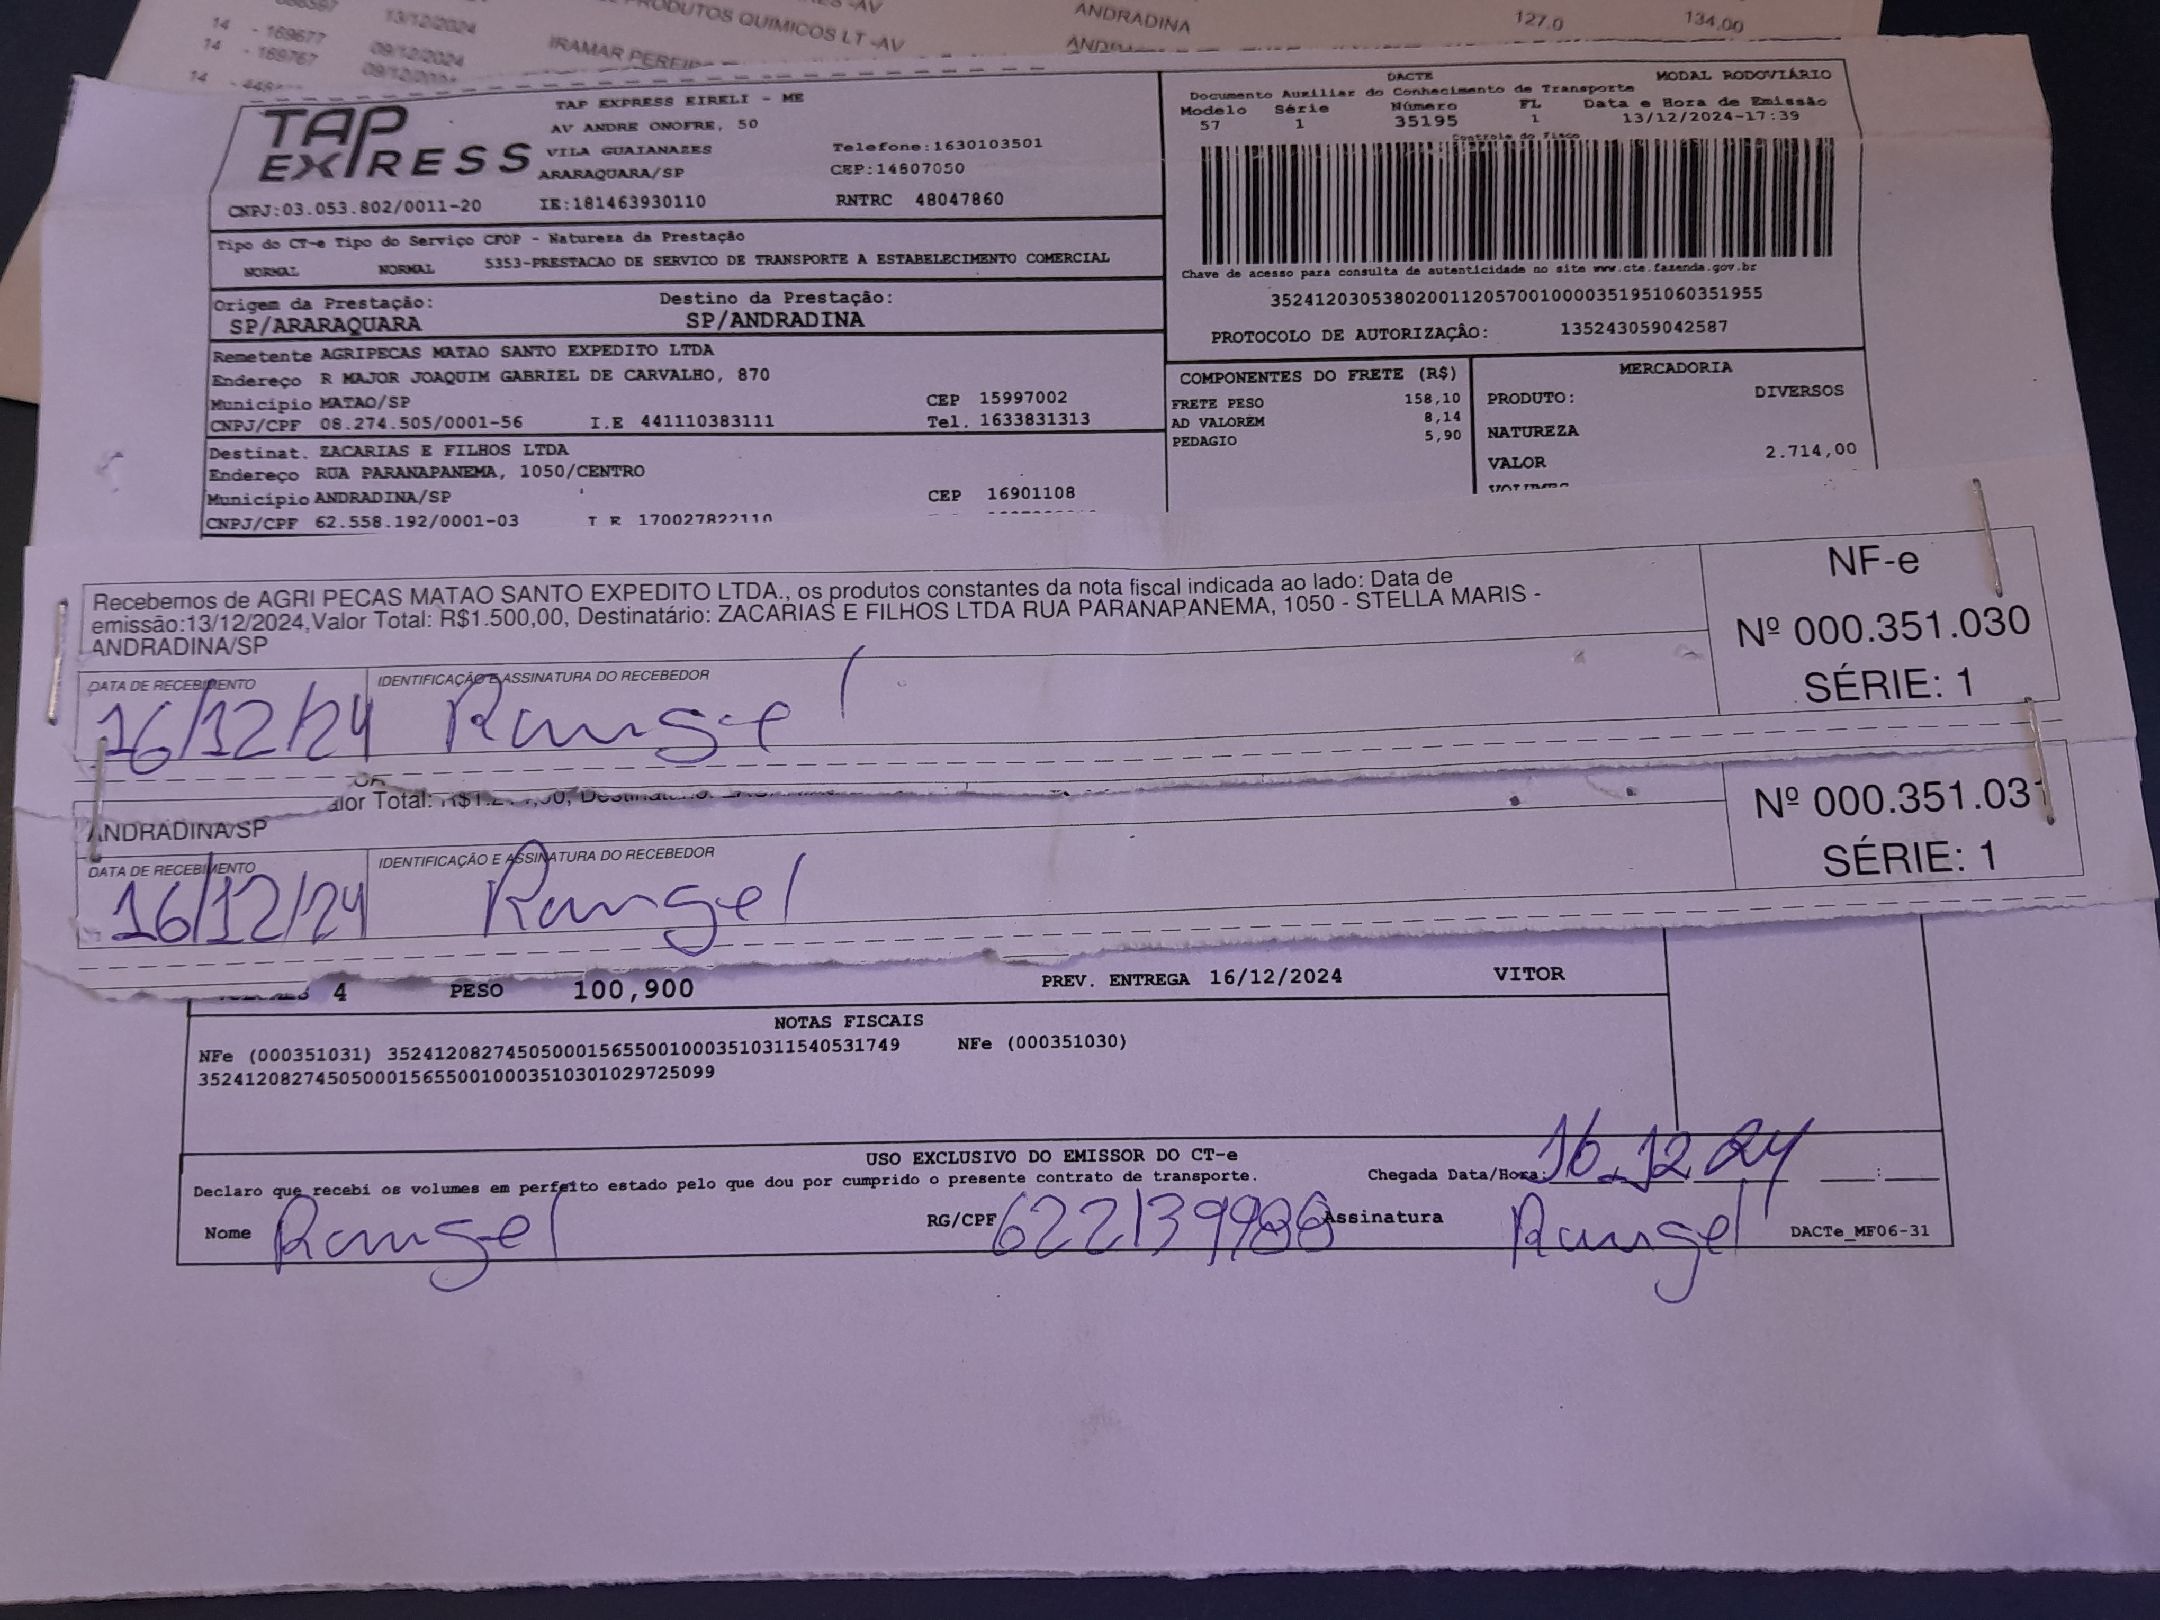 13/12/2024
PRODUTOS QUIMICOS LT -AV
ANDRADINA
127.0
134.00
14 - 169677
09/12/2024
IRAMAR
14 - 169767
14
TAP EXPRESS
TAP EXPRESS EIRELI - ME
AV ANDRE ONOFRE, 50
VILA GUAIANAZES
Telefone:1630103501
ARARAQUARA/SP
CEP:14807050
CNPJ:03.053.802/0011-20
IE:181463930110
RNTRC 48047860
DACTE
MODAL RODOVIÁRIO
Documento Auxiliar do Conhecimento de Transporte
Modelo Série Número FL Data e Hora de Emissão
57 1 35195 1 13/12/2024-17:39
Controle do Fisco
Chave de acesso para consulta de autenticidade no site www.cte.fazenda.gov.br
35241203053802001120570010000351951060351955
PROTOCOLO DE AUTORIZAÇÃO: 135243059042587
Tipo do CT-e Tipo do Serviço CFOP - Natureza da Prestação
NORMAL NORMAL 5353-PRESTACAO DE SERVICO DE TRANSPORTE A ESTABELECIMENTO COMERCIAL
Origem da Prestação: Destino da Prestação:
SP/ARARAQUARA SP/ANDRADINA
Remetente AGRIPECAS MATAO SANTO EXPEDITO LTDA
Endereço R MAJOR JOAQUIM GABRIEL DE CARVALHO, 870
Município MATAO/SP CEP 15997002
CNPJ/CPF 08.274.505/0001-56 I.E 441110383111 Tel. 1633831313
Destinat. ZACARIAS E FILHOS LTDA
Endereço RUA PARANAPANEMA, 1050/CENTRO
Município ANDRADINA/SP CEP 16901108
CNPJ/CPF 62.558.192/0001-03 I E 170027822110
COMPONENTES DO FRETE (R$)
FRETE PESO 158,10
AD VALOREM 8,14
PEDAGIO 5,90
MERCADORIA
PRODUTO: DIVERSOS
NATUREZA
VALOR 2.714,00
Recebemos de AGRI PECAS MATAO SANTO EXPEDITO LTDA., os produtos constantes da nota fiscal indicada ao lado: Data de
emissão:13/12/2024,Valor Total: R$1.500,00, Destinatário: ZACARIAS E FILHOS LTDA RUA PARANAPANEMA, 1050 - STELLA MARIS -
ANDRADINA/SP
NF-e
Nº 000.351.030
SÉRIE: 1
DATA DE RECEBIMENTO IDENTIFICAÇÃO E ASSINATURA DO RECEBEDOR
16/12/24 Rangel
alor Total:
ANDRADINA/SP
Nº 000.351.031
SÉRIE: 1
DATA DE RECEBIMENTO IDENTIFICAÇÃO E ASSINATURA DO RECEBEDOR
16/12/24 Rangel
4 PESO 100,900 PREV. ENTREGA 16/12/2024 VITOR
NOTAS FISCAIS
NFe (000351031) 35241208274505000156550010003510311540531749 NFe (000351030)
35241208274505000156550010003510301029725099
USO EXCLUSIVO DO EMISSOR DO CT-e
Declaro que recebi os volumes em perfeito estado pelo que dou por cumprido o presente contrato de transporte.
Chegada Data/Hora: 16.12 24 :
Nome Rangel RG/CPF 622139988 Assinatura Rangel DACTe_MF06-31